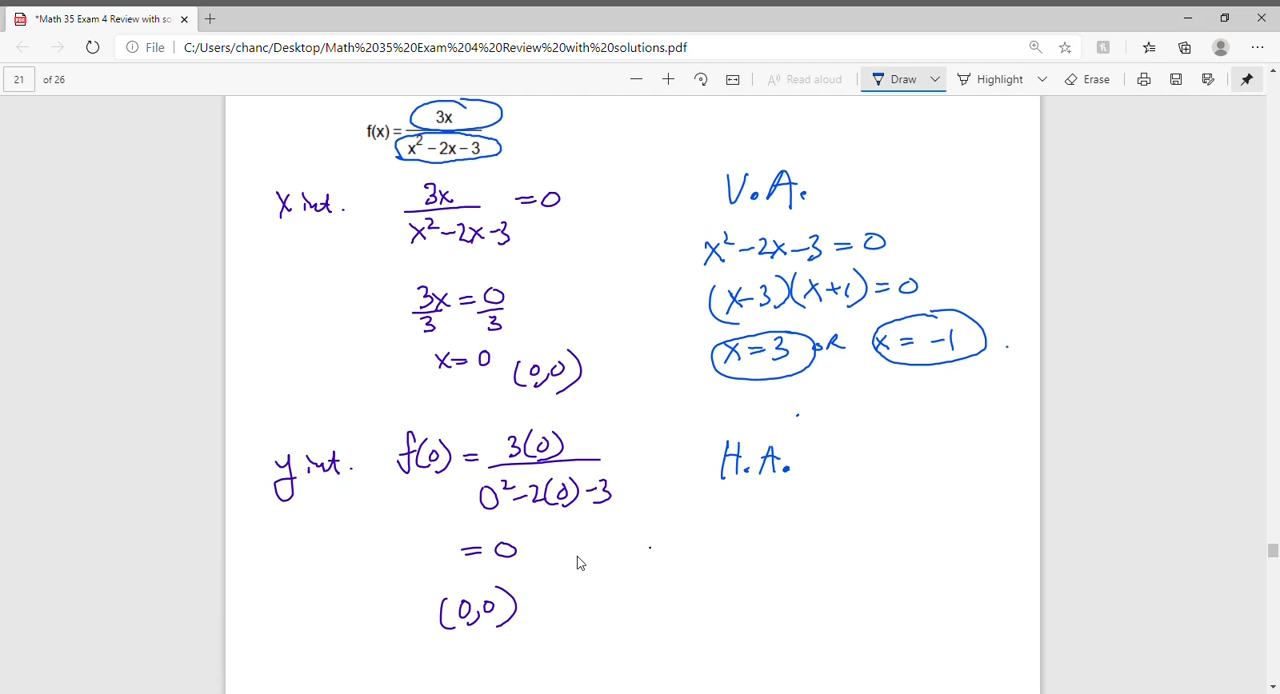 *Math 35 Exam 4 Review with so
File C:/Users/chanc/Desktop/Math%2035%20Exam%204%20Review%20with%20solutions.pdf
21 of 26 Read aloud Draw Highlight Erase
f(x) = 3x / x² − 2x − 3
X int. 3x / x² − 2x − 3 = 0
3x / 3 = 0 / 3
x = 0 (0,0)
y int. f(0) = 3(0) / 0² − 2(0) − 3
= 0
(0,0)
V.A.
x² − 2x − 3 = 0
(x − 3)(x + 1) = 0
x = 3 OR x = −1
H.A.